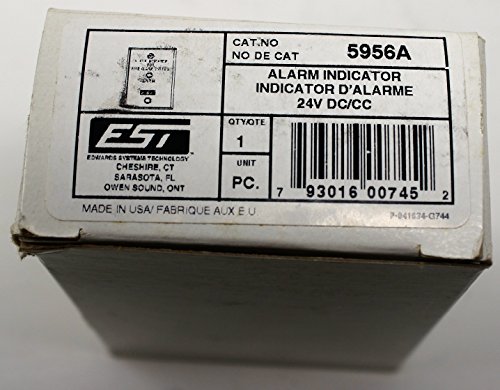 CAT.NO
NO DE CAT
5956A
ALARM INDICATOR
INDICATOR D'ALARME
24V DC/CC
EST
EDWARDS SYSTEMS TECHNOLOGY
CHESHIRE, CT
SARASOTA, FL
OWEN SOUND, ONT
QTY/QTE
1
UNIT
PC.
7 93016 00745 2
MADE IN USA/ FABRIQUE AUX E.U.